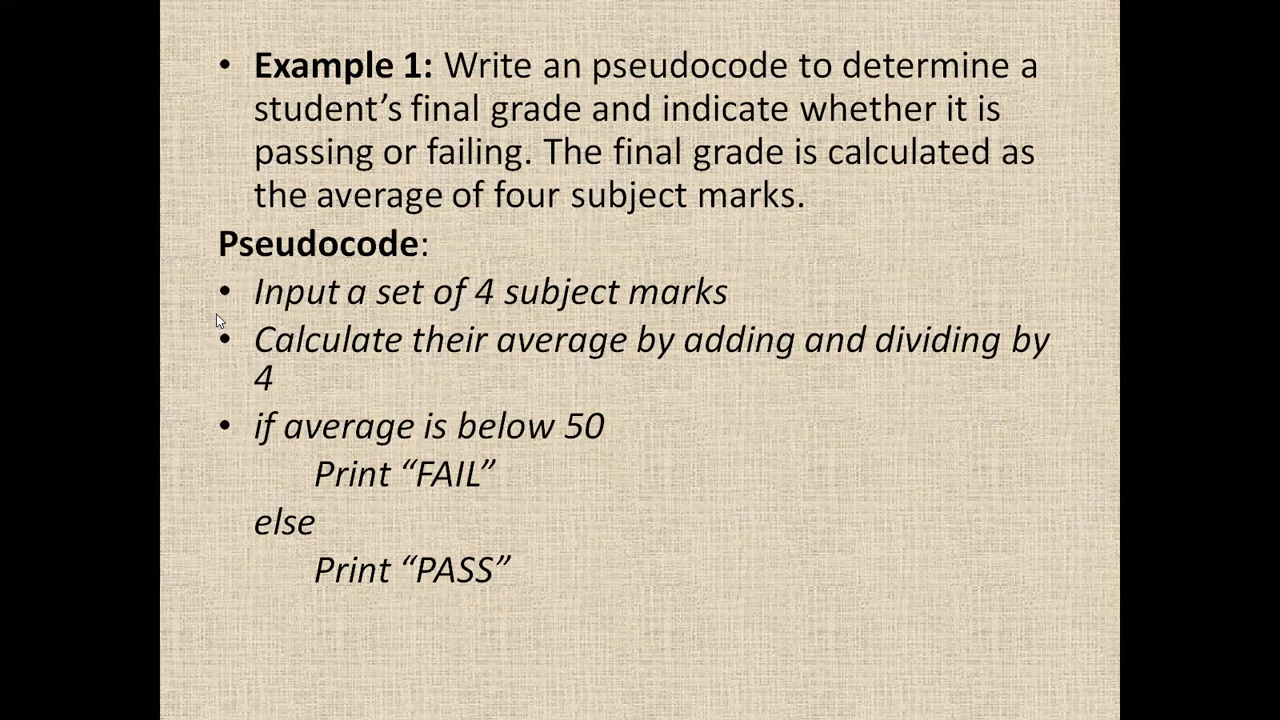 • Example 1: Write an pseudocode to determine a
student’s final grade and indicate whether it is
passing or failing. The final grade is calculated as
the average of four subject marks.
Pseudocode:
• Input a set of 4 subject marks
• Calculate their average by adding and dividing by
4
• if average is below 50
Print “FAIL”
else
Print “PASS”